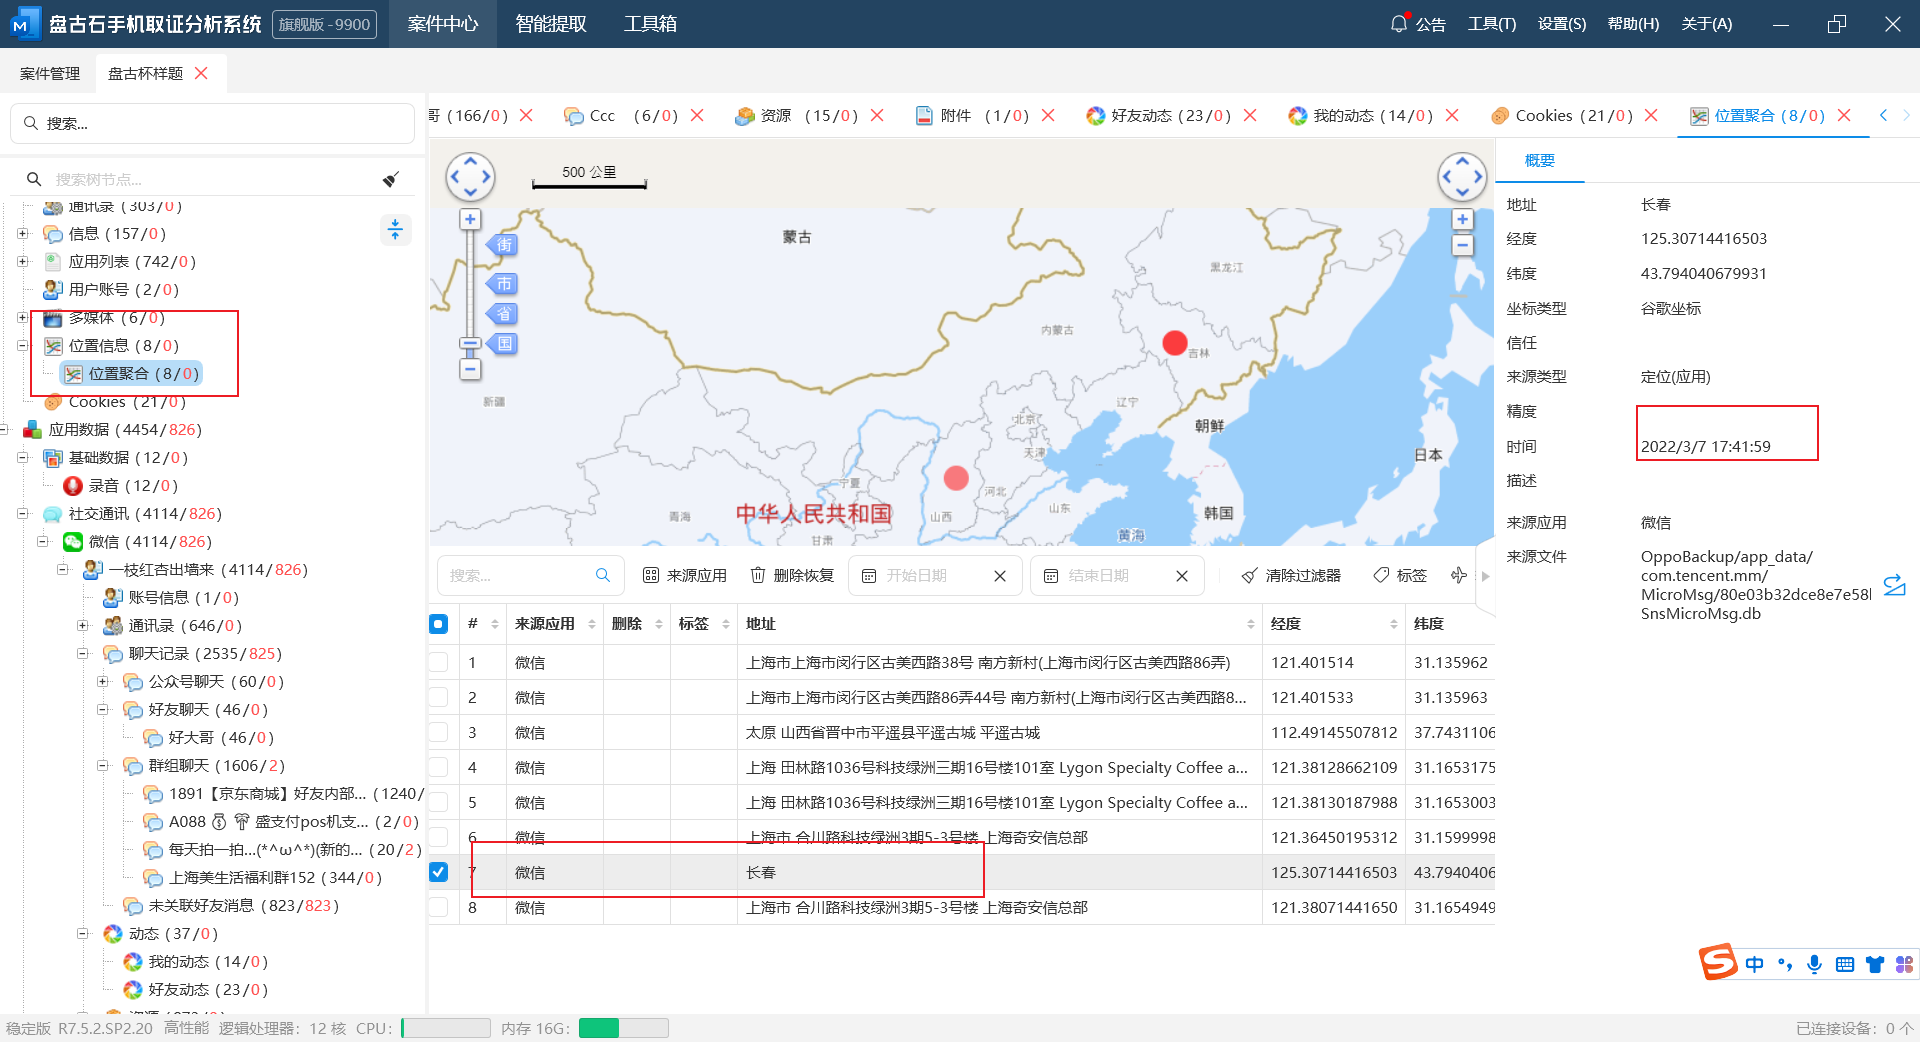 盘古石手机取证分析系统 旗舰版 - 9900 案件中心 智能提取 工具箱 公告 工具(T) 设置(S) 帮助(H) 关于(A)
案件管理 盘古杯样题
搜索...
哥 (166/0) Ccc (6/0) 资源 (15/0) 附件 (1/0) 好友动态 (23/0) 我的动态 (14/0) Cookies (21/0) 位置聚合 (8/0)
搜索树节点...
通讯录 (303/0)
信息 (157/0)
应用列表 (742/0)
用户账号 (2/0)
多媒体 (6/0)
位置信息 (8/0)
位置聚合 (8/0)
Cookies (21/0)
应用数据 (4454/826)
基础数据 (12/0)
录音 (12/0)
社交通讯 (4114/826)
微信 (4114/826)
一枝红杏出墙来 (4114/826)
账号信息 (1/0)
通讯录 (646/0)
聊天记录 (2535/825)
公众号聊天 (60/0)
好友聊天 (46/0)
好大哥 (46/0)
群组聊天 (1606/2)
1891【京东商城】好友内部... (1240/
A088 💰 🌴 盛支付pos机支... (2/0)
每天拍一拍...(*^ω^*)(新的... (20/2)
上海美生活福利群152 (344/0)
未关联好友消息 (823/823)
动态 (37/0)
我的动态 (14/0)
好友动态 (23/0)
500 公里
街
市
省
国
蒙古
黑龙江
内蒙古
吉林
新疆
辽宁
北京
朝鲜
天津
日本
宁夏
河北
山东
青海
中华人民共和国
山西
韩国
甘肃
黄海
搜索... 来源应用 删除恢复 开始日期 结束日期 清除过滤器 标签
# 来源应用 删除 标签 地址 经度 纬度
1 微信 上海市上海市闵行区古美西路38号 南方新村(上海市闵行区古美西路86弄) 121.401514 31.135962
2 微信 上海市上海市闵行区古美西路86弄44号 南方新村(上海市闵行区古美西路8... 121.401533 31.135963
3 微信 太原 山西省晋中市平遥县平遥古城 平遥古城 112.49145507812 37.7431106
4 微信 上海 田林路1036号科技绿洲三期16号楼101室 Lygon Specialty Coffee a... 121.38128662109 31.1653175
5 微信 上海 田林路1036号科技绿洲三期16号楼101室 Lygon Specialty Coffee a... 121.38130187988 31.1653003
6 微信 上海市 合川路科技绿洲3期5-3号楼 上海奇安信总部 121.36450195312 31.1599998
7 微信 长春 125.30714416503 43.7940406
8 微信 上海市 合川路科技绿洲3期5-3号楼 上海奇安信总部 121.38071441650 31.1654949
概要
地址 长春
经度 125.30714416503
纬度 43.794040679931
坐标类型 谷歌坐标
信任
来源类型 定位(应用)
精度
时间 2022/3/7 17:41:59
描述
来源应用 微信
来源文件 OppoBackup/app_data/
com.tencent.mm/
MicroMsg/80e03b32dce8e7e58
SnsMicroMsg.db
中
稳定版 R7.5.2.SP2.20 高性能 逻辑处理器：12 核 CPU: 内存 16G: 已连接设备：0 个